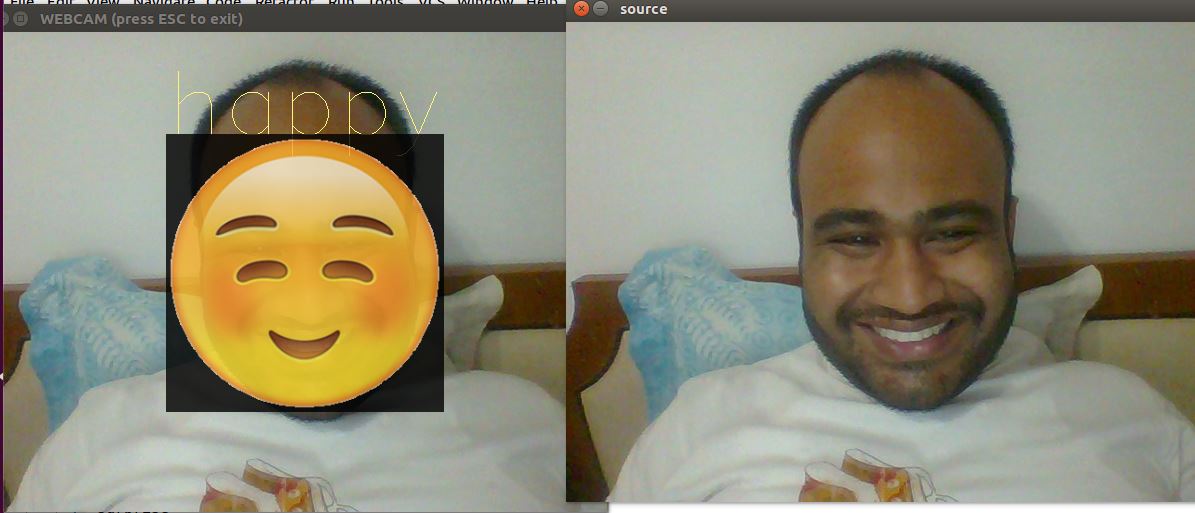 File Edit View Navigate Code Refactor Run Tools VCS Window Help
WEBCAM (press ESC to exit)
source
happy